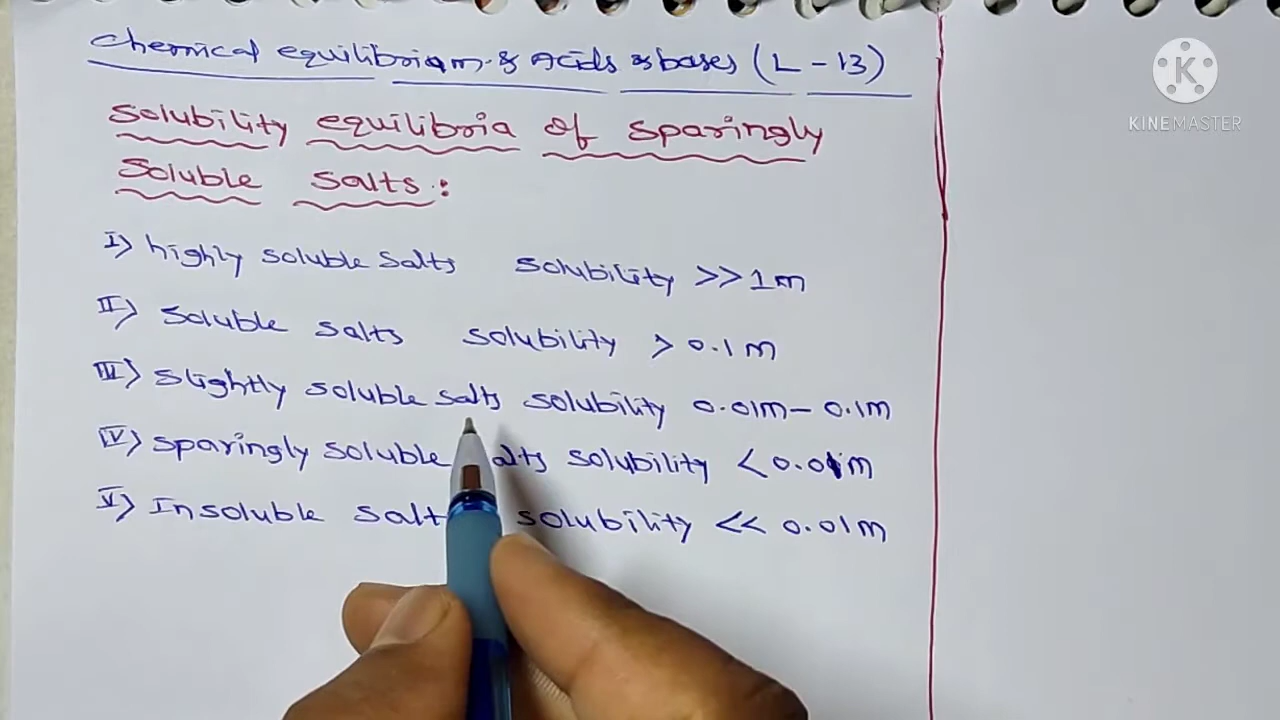 Chemical equilibrium & Acids & bases (L - 13)
Solubility equilibria of Sparingly
Soluble Salts :
I) highly soluble salts solubility >> 1m
II) Soluble salts solubility > 0.1m
III) slightly soluble salts solubility 0.01m - 0.1m
IV) sparingly soluble salts solubility < 0.01m
V) Insoluble salt solubility << 0.01m
K
KINEMASTER